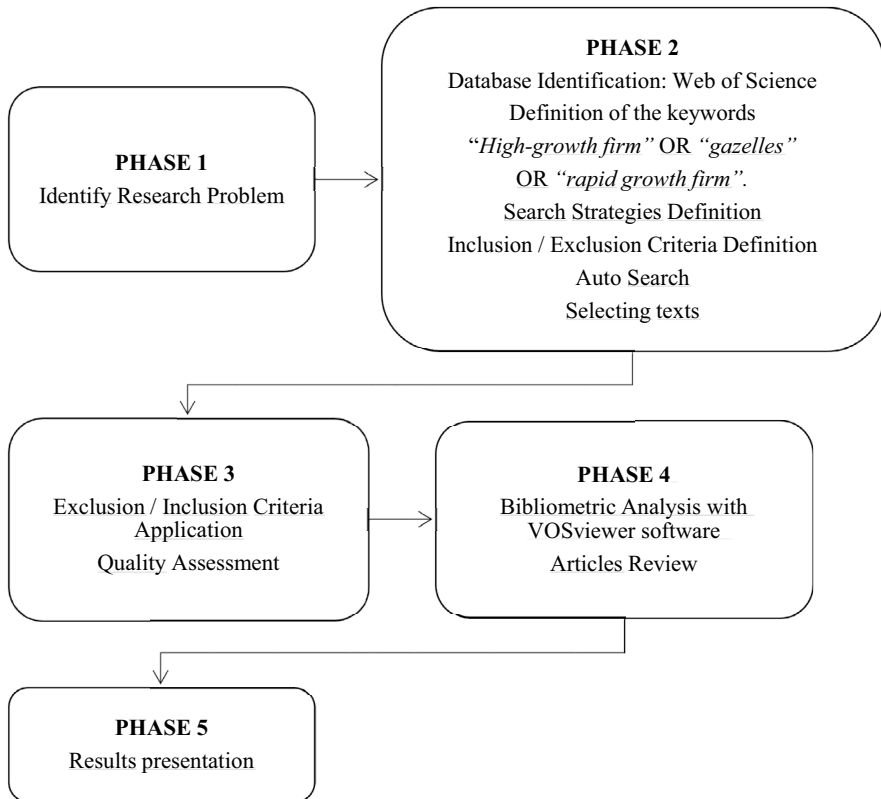 PHASE 1
Identify Research Problem
PHASE 2
Database Identification: Web of Science
Definition of the keywords
“High-growth firm” OR “gazelles”
OR “rapid growth firm”.
Search Strategies Definition
Inclusion / Exclusion Criteria Definition
Auto Search
Selecting texts
PHASE 3
Exclusion / Inclusion Criteria
Application
Quality Assessment
PHASE 4
Bibliometric Analysis with
VOSviewer software
Articles Review
PHASE 5
Results presentation